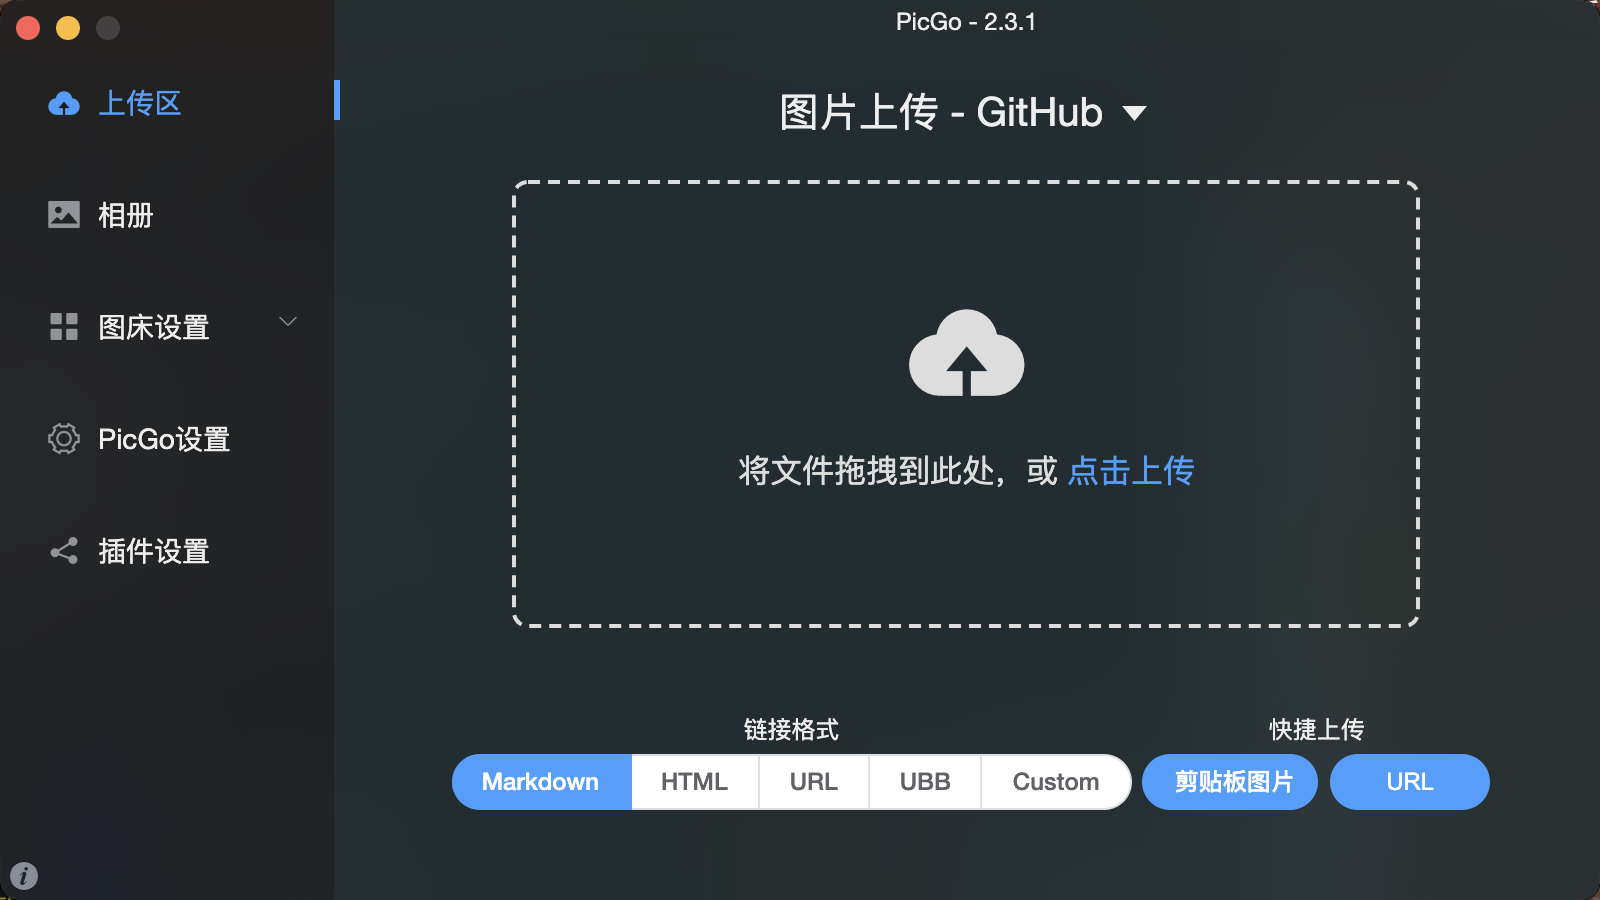 PicGo - 2.3.1
上传区
相册
图床设置
PicGo设置
插件设置
图片上传 - GitHub
将文件拖拽到此处，或 点击上传
链接格式
Markdown HTML URL UBB Custom
快捷上传
剪贴板图片 URL
i